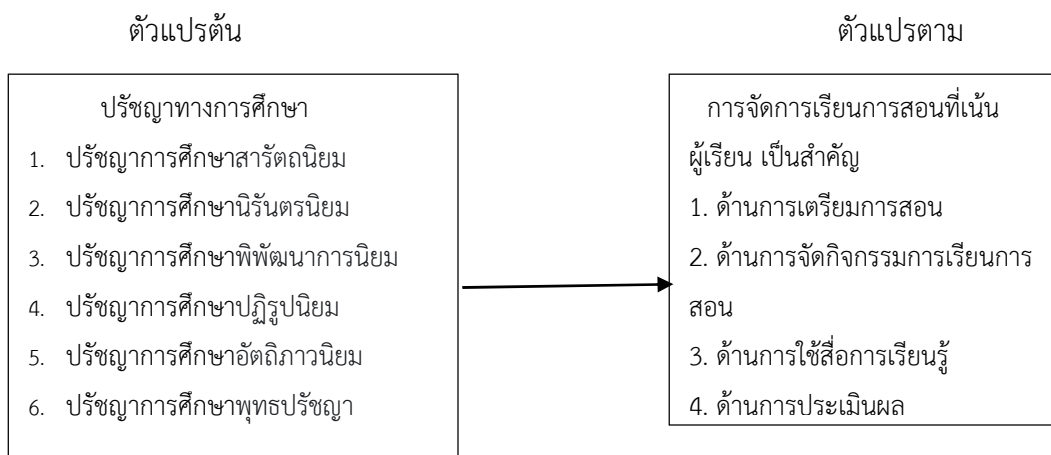 ตัวแปรต้น
ปรัชญาทางการศึกษา
1. ปรัชญาการศึกษาสารัตถนิยม
2. ปรัชญาการศึกษานิรันตรนิยม
3. ปรัชญาการศึกษาพิพัฒนาการนิยม
4. ปรัชญาการศึกษาปฏิรูปนิยม
5. ปรัชญาการศึกษาอัตถิภาวนิยม
6. ปรัชญาการศึกษาพุทธปรัชญา
ตัวแปรตาม
การจัดการเรียนการสอนที่เน้น
ผู้เรียน เป็นสำคัญ
1. ด้านการเตรียมการสอน
2. ด้านการจัดกิจกรรมการเรียนการ
สอน
3. ด้านการใช้สื่อการเรียนรู้
4. ด้านการประเมินผล